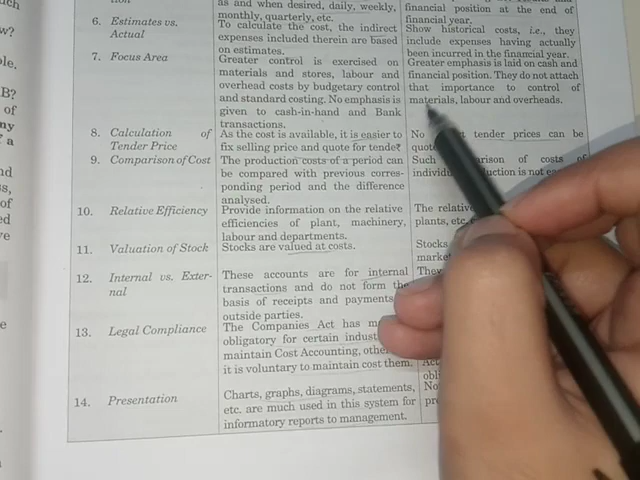 as and when desired, daily, weekly,
monthly, quarterly, etc.
financial position at the end of
financial year.
6. Estimates vs.
Actual
To calculate the cost, the indirect
expenses included therein are based
on estimates.
Show historical costs, i.e., they
include expenses having actually
been incurred in the financial year.
7. Focus Area
Greater control is exercised on
materials and stores, labour and
overhead costs by budgetary control
and standard costing. No emphasis is
given to cash-in-hand and Bank
transactions.
Greater emphasis is laid on cash and
financial position. They do not attach
that importance to control of
materials, labour and overheads.
8. Calculation of
Tender Price
As the cost is available, it is easier to
fix selling price and quote for tender
No tender prices can be
9. Comparison of Cost
The production costs of a period can
be compared with previous corres-
ponding period and the difference
analysed.
Such of costs of
individual is not
10. Relative Efficiency
Provide information on the relative
efficiencies of plant, machinery,
labour and departments.
The relative
plants, etc.
11. Valuation of Stock
Stocks are valued at costs.
Stocks
12. Internal vs. Exter-
nal
These accounts are for internal
transactions and do not form the
basis of receipts and payments
outside parties.
They
13. Legal Compliance
The Companies Act has
obligatory for certain
maintain Cost Accounting,
it is voluntary to maintain cost them.
14. Presentation
Charts, graphs, diagrams, statements,
etc. are much used in this system for
informatory reports to management.